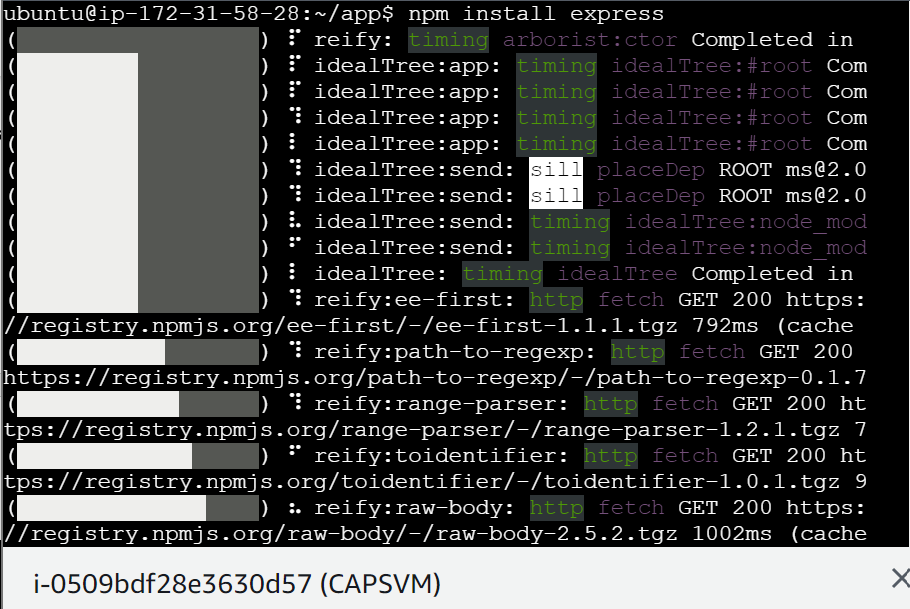 ubuntu@ip-172-31-58-28:~/app$ npm install express
( ) ⠏ reify: timing arborist:ctor Completed in
( ) ⠏ idealTree:app: timing idealTree:#root Com
( ) ⠏ idealTree:app: timing idealTree:#root Com
( ) ⠹ idealTree:app: timing idealTree:#root Com
( ) ⠇ idealTree:app: timing idealTree:#root Com
( ) ⠹ idealTree:send: sill placeDep ROOT ms@2.0
( ) ⠹ idealTree:send: sill placeDep ROOT ms@2.0
( ) ⠧ idealTree:send: timing idealTree:node_mod
( ) ⠋ idealTree:send: timing idealTree:node_mod
( ) ⠇ idealTree: timing idealTree Completed in
( ) ⠹ reify:ee-first: http fetch GET 200 https:
//registry.npmjs.org/ee-first/-/ee-first-1.1.1.tgz 792ms (cache
( ) ⠹ reify:path-to-regexp: http fetch GET 200
https://registry.npmjs.org/path-to-regexp/-/path-to-regexp-0.1.7
( ) ⠹ reify:range-parser: http fetch GET 200 ht
tps://registry.npmjs.org/range-parser/-/range-parser-1.2.1.tgz 7
( ) ⠋ reify:toidentifier: http fetch GET 200 ht
tps://registry.npmjs.org/toidentifier/-/toidentifier-1.0.1.tgz 9
( ) ⠦ reify:raw-body: http fetch GET 200 https:
//registry.npmjs.org/raw-body/-/raw-body-2.5.2.tgz 1002ms (cache
i-0509bdf28e3630d57 (CAPSVM)